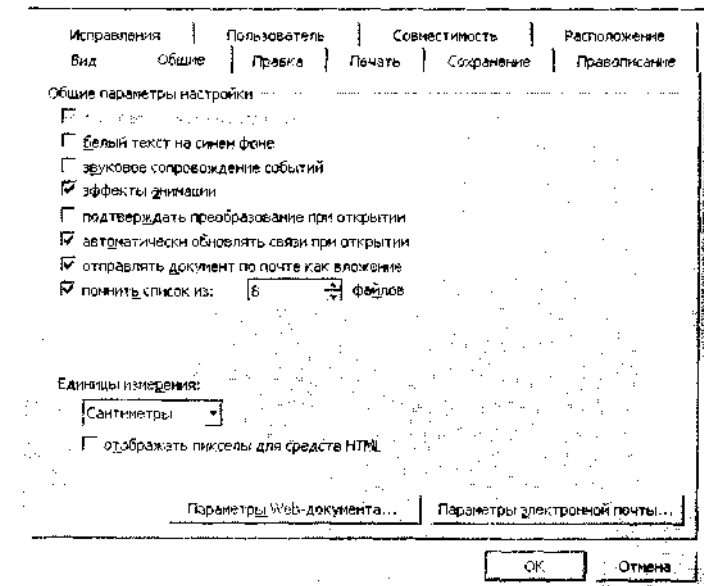 Исправления Пользователь Совместимость Расположение
Вид Общие Правка Печать Сохранение Правописание
Общие параметры настройки
белый текст на синем фоне
звуковое сопровождение событий
эффекты анимации
подтверждать преобразование при открытии
автоматически обновлять связи при открытии
отправлять документ по почте как вложение
помнить список из: 6 файлов
Единицы измерения:
Сантиметры
отображать пикселы для средств HTML
Параметры Web-документа... Параметры электронной почты...
ОК Отмена